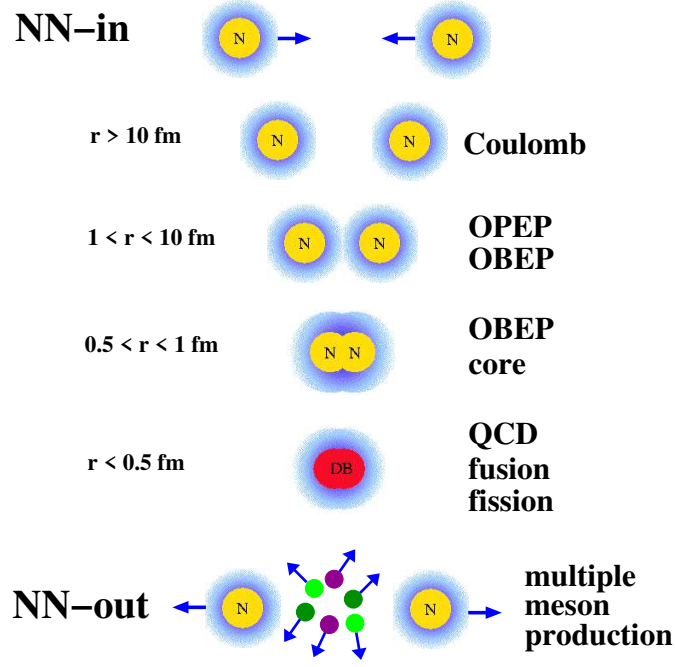 NN-in
N N
r > 10 fm
N N
Coulomb
1 < r < 10 fm
N N
OPEP
OBEP
0.5 < r < 1 fm
N N
OBEP
core
r < 0.5 fm
DB
QCD
fusion
fission
NN-out
N N
multiple
meson
production